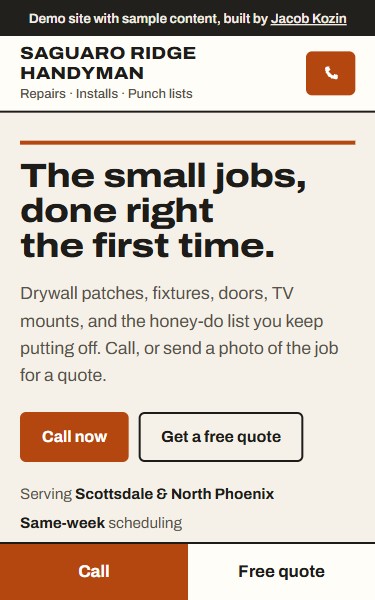 Demo site with sample content, built by Jacob Kozin
SAGUARO RIDGE
HANDYMAN
Repairs · Installs · Punch lists
The small jobs,
done right
the first time.
Drywall patches, fixtures, doors, TV
mounts, and the honey-do list you keep
putting off. Call, or send a photo of the job
for a quote.
Call now
Get a free quote
Serving Scottsdale & North Phoenix
Same-week scheduling
Call
Free quote